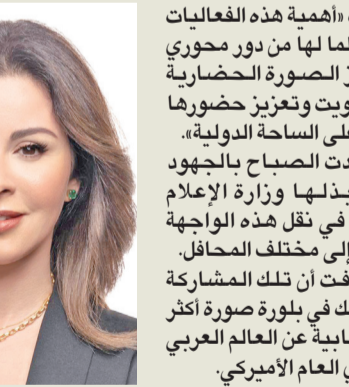 «أهمية هذه الفعاليات
لما لها من دور محوري
الصورة الحضارية
ويت وتعزيز حضورها
على الساحة الدولية».
دت الصباح بالجهود
بذلها وزارة الإعلام
في نقل هذه الواجهة
إلى مختلف المحافل.
فت أن تلك المشاركة
ك في بلورة صورة أكثر
ابية عن العالم العربي
ي العام الأميركي.